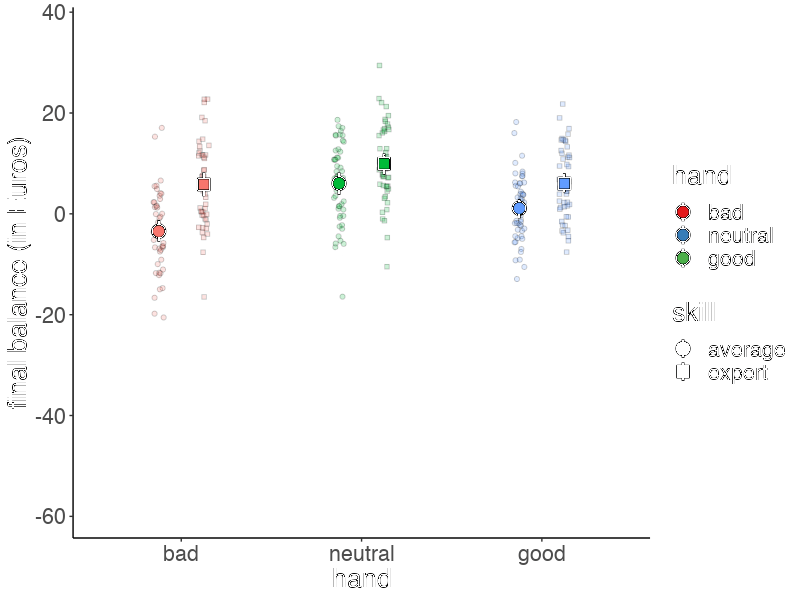 40
20
0
-20
-40
-60
final balance (in Euros)
bad
neutral
good
hand
hand
bad
neutral
good
skill
average
expert